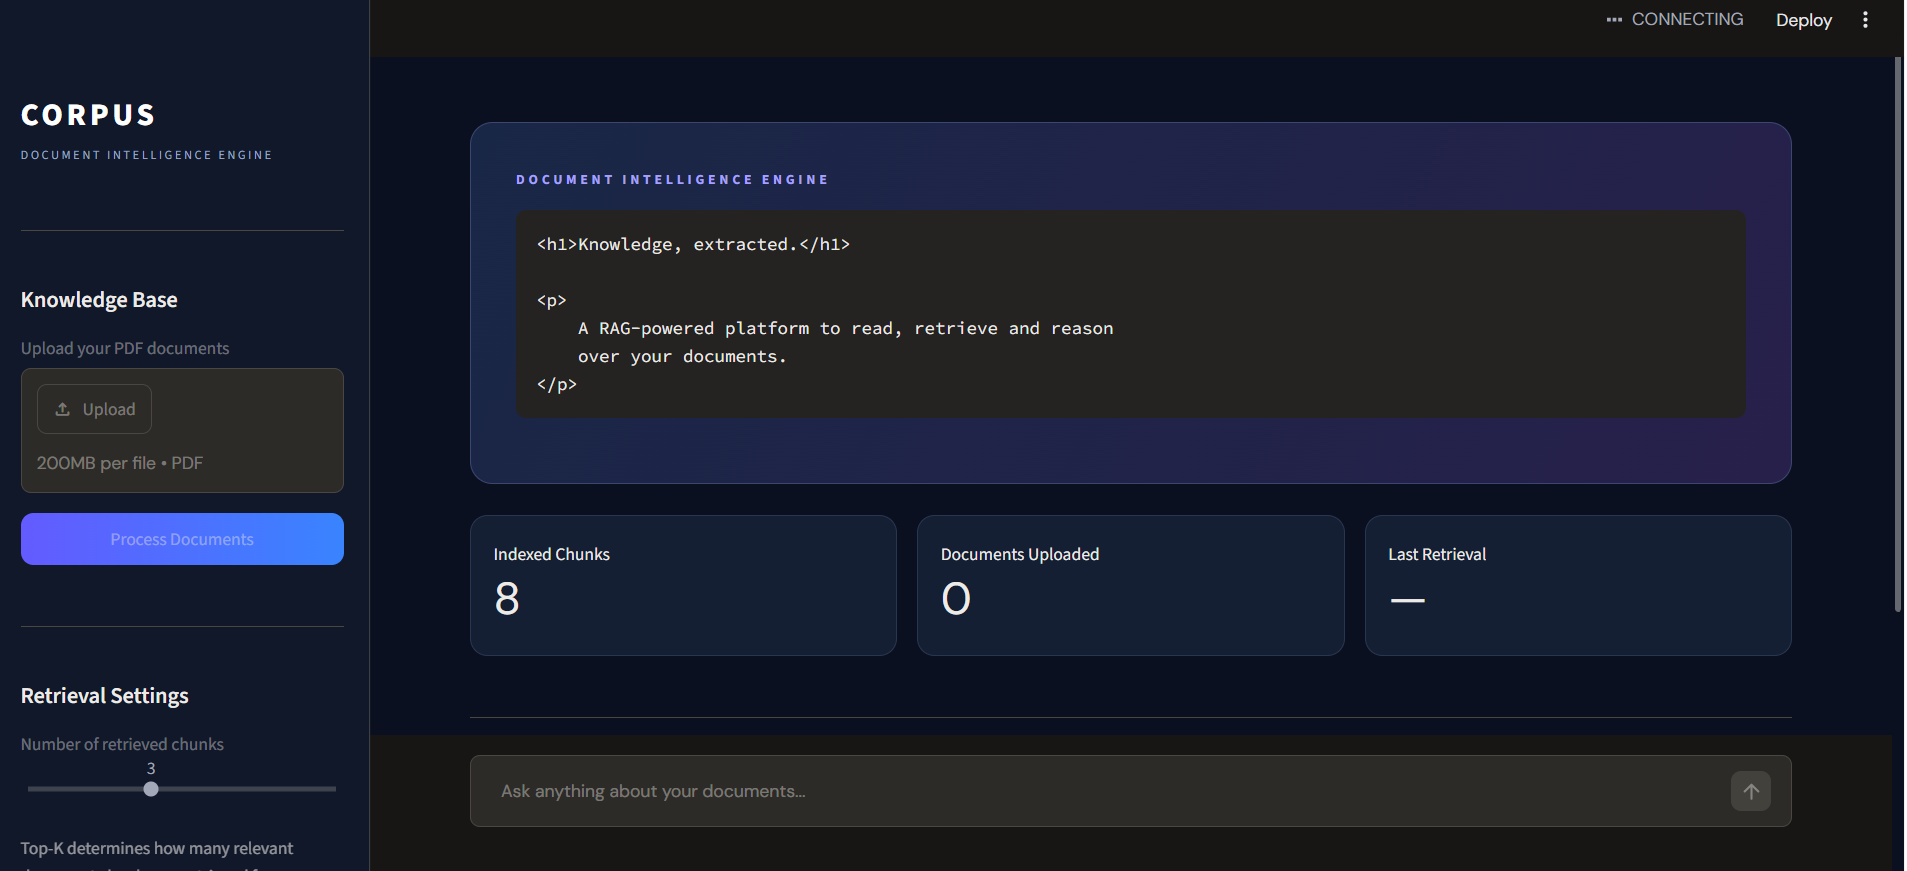 CONNECTING
Deploy
CORPUS
DOCUMENT INTELLIGENCE ENGINE
Knowledge Base
Upload your PDF documents
Upload
200MB per file • PDF
Process Documents
Retrieval Settings
Number of retrieved chunks
3
Top-K determines how many relevant
DOCUMENT INTELLIGENCE ENGINE
<h1>Knowledge, extracted.</h1>
<p>
A RAG-powered platform to read, retrieve and reason
over your documents.
</p>
Indexed Chunks
8
Documents Uploaded
0
Last Retrieval
—
Ask anything about your documents...